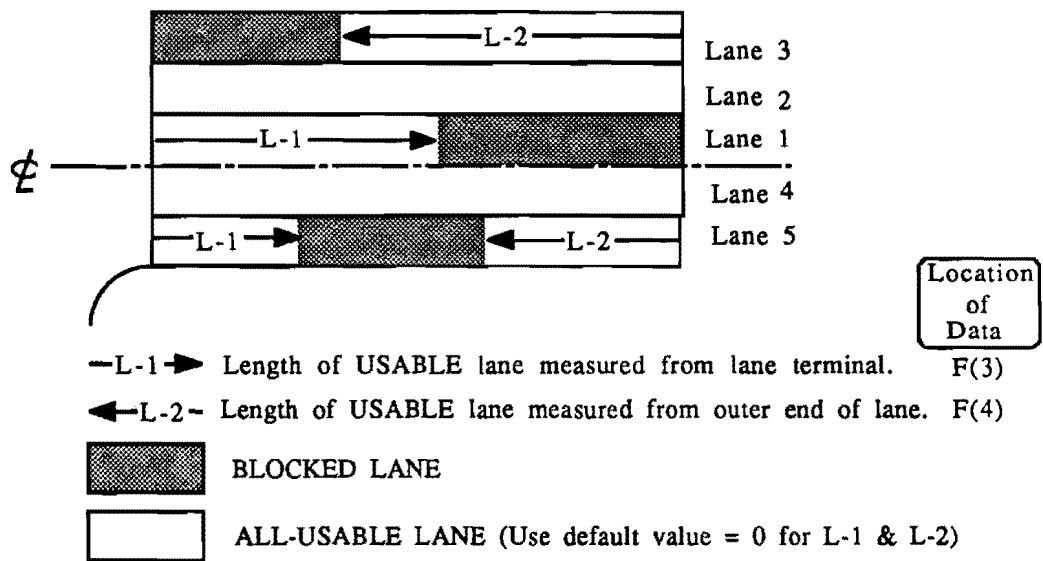 L-2
Lane 3
Lane 2
L-1
Lane 1
℄
Lane 4
L-1
L-2
Lane 5
Location
of
Data
L-1 Length of USABLE lane measured from lane terminal. F(3)
L-2 Length of USABLE lane measured from outer end of lane. F(4)
BLOCKED LANE
ALL-USABLE LANE (Use default value = 0 for L-1 & L-2)